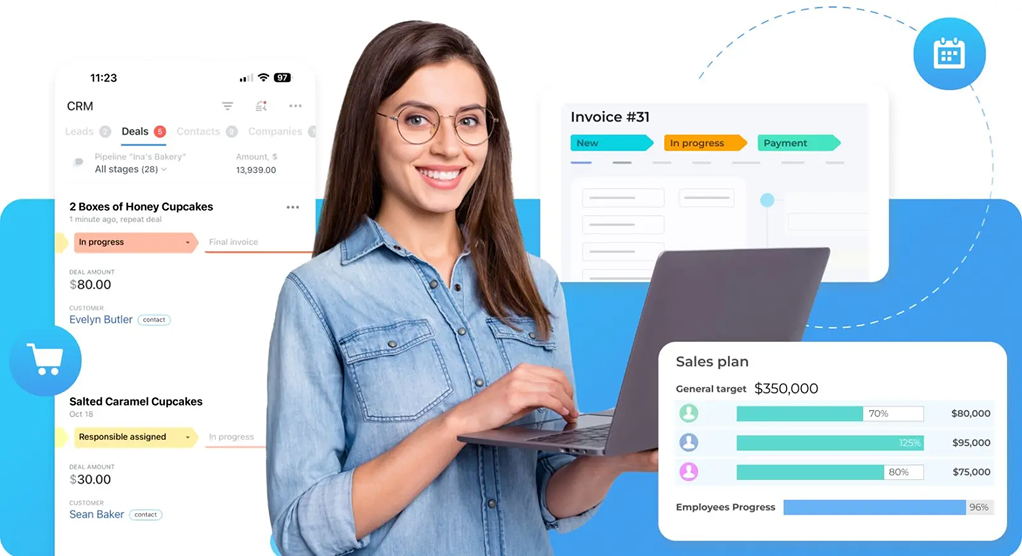 11:23
97
CRM
Leads 2 Deals 5 Contacts 0 Companies
Pipeline "Ina's Bakery" Amount, $
All stages (28) 13,939.00
2 Boxes of Honey Cupcakes
1 minute ago, repeat deal
In progress Final invoice
DEAL AMOUNT
$80.00
CUSTOMER
Evelyn Butler contact
Salted Caramel Cupcakes
Oct 18
Responsible assigned In progress
DEAL AMOUNT
$30.00
CUSTOMER
Sean Baker contact
Invoice #31
New In progress Payment
Sales plan
General target $350,000
70% $80,000
125% $95,000
80% $75,000
Employees Progress 96%